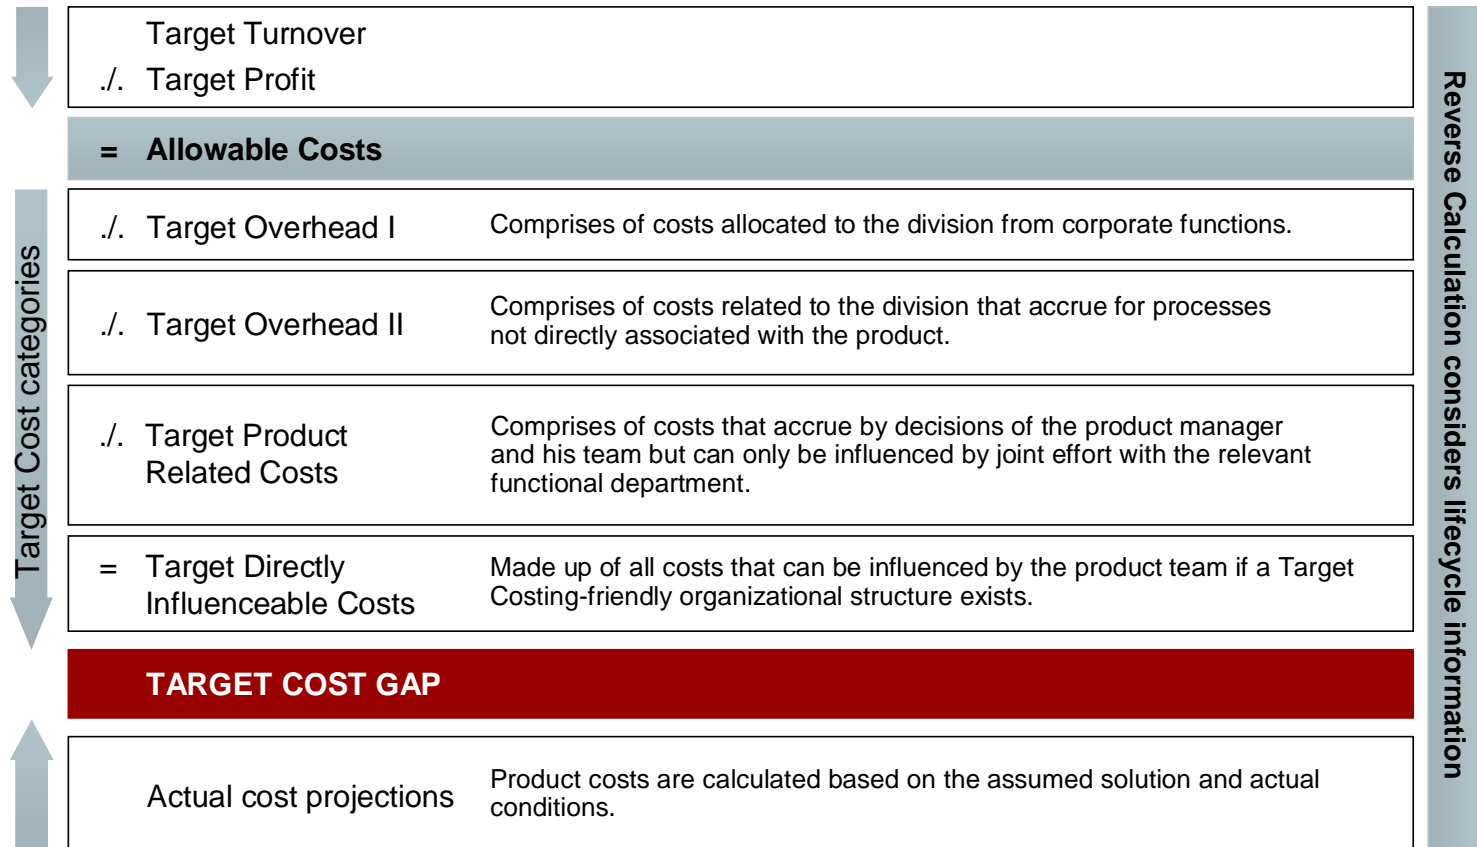 Target Turnover
./. Target Profit
= Allowable Costs
./. Target Overhead I
Comprises of costs allocated to the division from corporate functions.
./. Target Overhead II
Comprises of costs related to the division that accrue for processes
not directly associated with the product.
./. Target Product
Related Costs
Comprises of costs that accrue by decisions of the product manager
and his team but can only be influenced by joint effort with the relevant
functional department.
= Target Directly
Influenceable Costs
Made up of all costs that can be influenced by the product team if a Target
Costing-friendly organizational structure exists.
TARGET COST GAP
Actual cost projections
Product costs are calculated based on the assumed solution and actual
conditions.
Target Cost categories
Reverse Calculation considers lifecycle information